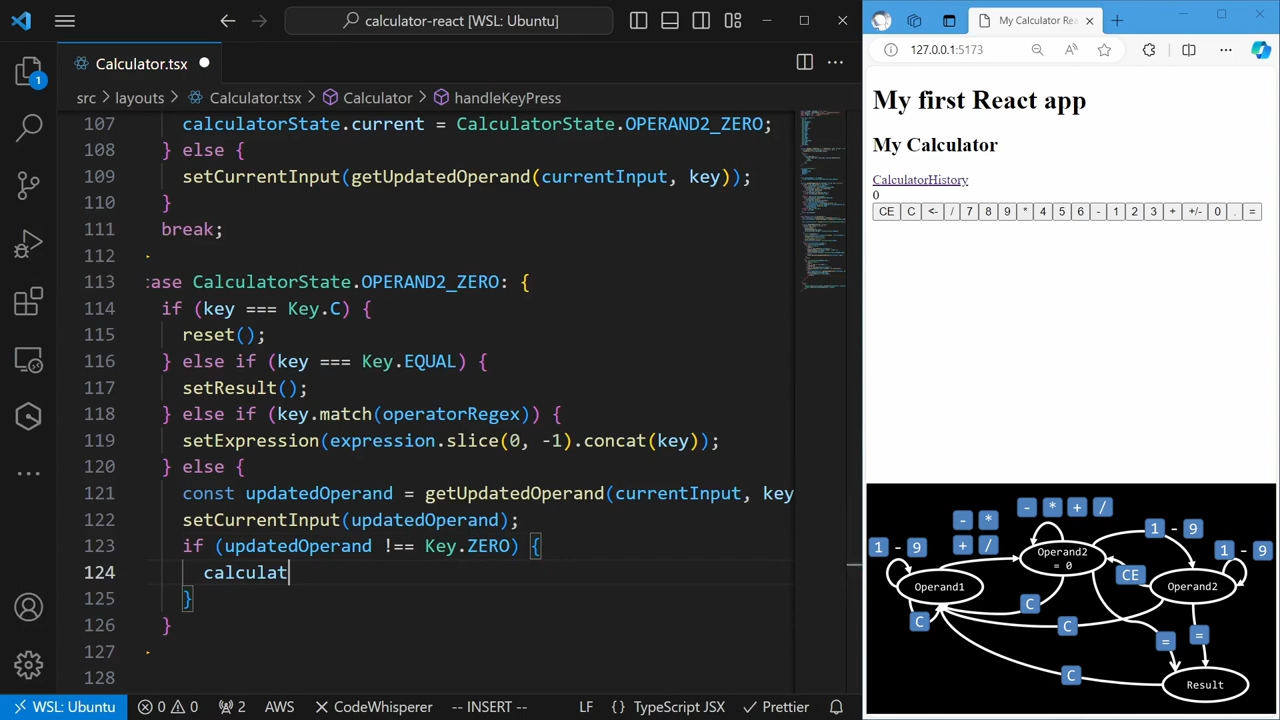 calculator-react [WSL: Ubuntu]
Calculator.tsx
src > layouts > Calculator.tsx > Calculator > handleKeyPress
1
107 calculatorState.current = CalculatorState.OPERAND2_ZERO;
108 } else {
109 setCurrentInput(getUpdatedOperand(currentInput, key));
110 }
111 break;
112
113 case CalculatorState.OPERAND2_ZERO: {
114 if (key === Key.C) {
115 reset();
116 } else if (key === Key.EQUAL) {
117 setResult();
118 } else if (key.match(operatorRegex)) {
119 setExpression(expression.slice(0, -1).concat(key));
120 } else {
121 const updatedOperand = getUpdatedOperand(currentInput, key
122 setCurrentInput(updatedOperand);
123 if (updatedOperand !== Key.ZERO) {
124 calculat
125 }
126 }
127
128
WSL: Ubuntu 0 0 2 AWS CodeWhisperer -- INSERT -- LF {} TypeScript JSX Prettier
My Calculator Rea
127.0.0.1:5173
My first React app
My Calculator
CalculatorHistory
0
CE C <- / 7 8 9 * 4 5 6 - 1 2 3 + +/- 0 . =
- * + /
- *
+ /
1 - 9
1 - 9
1 - 9
Operand2
= 0
CE
Operand1
Operand2
C
C
C
=
=
C
Result